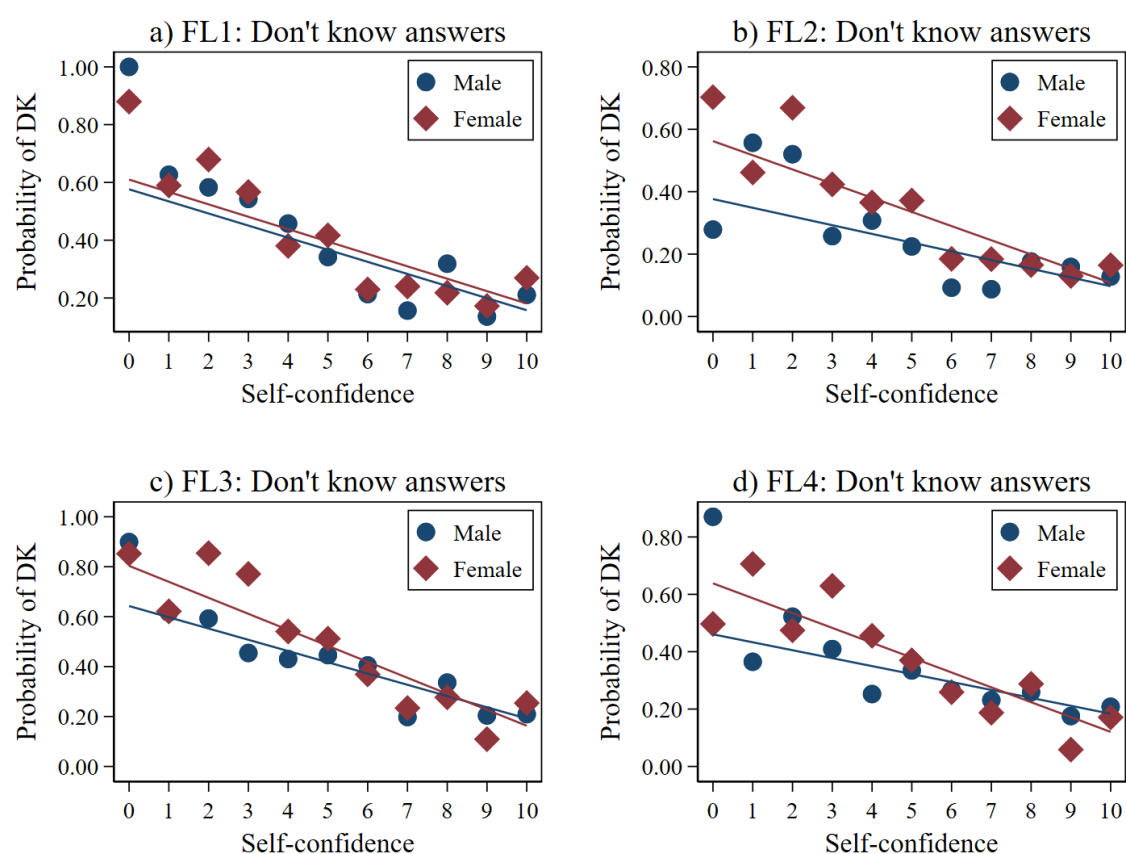 a) FL1: Don't know answers
Probability of DK
1.00
0.80
0.60
0.40
0.20
Male
Female
0 1 2 3 4 5 6 7 8 9 10
Self-confidence
b) FL2: Don't know answers
Probability of DK
0.80
0.60
0.40
0.20
0.00
Male
Female
0 1 2 3 4 5 6 7 8 9 10
Self-confidence
c) FL3: Don't know answers
Probability of DK
1.00
0.80
0.60
0.40
0.20
0.00
Male
Female
0 1 2 3 4 5 6 7 8 9 10
Self-confidence
d) FL4: Don't know answers
Probability of DK
0.80
0.60
0.40
0.20
0.00
Male
Female
0 1 2 3 4 5 6 7 8 9 10
Self-confidence